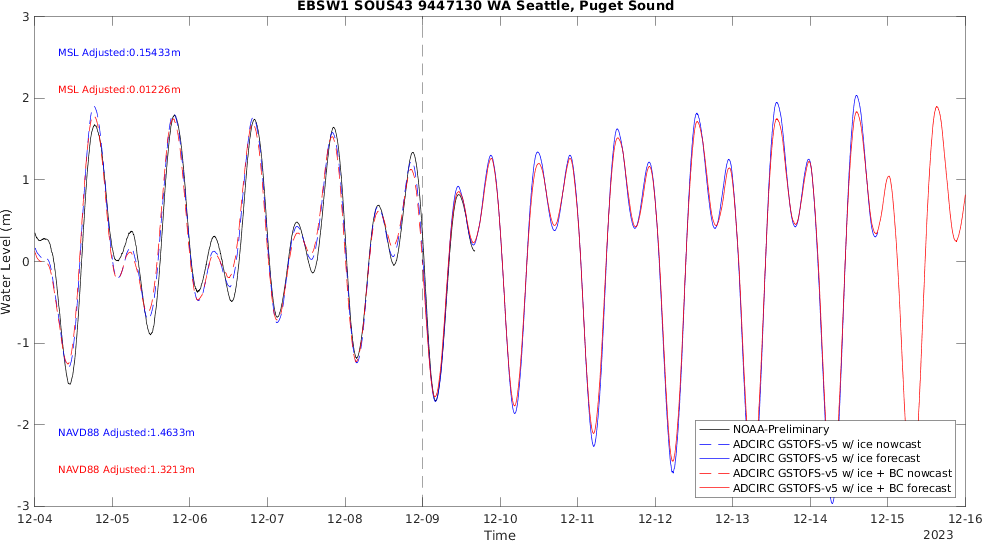 EBSW1 SOUS43 9447130 WA Seattle, Puget Sound
3
2
1
0
-1
-2
-3
Water Level (m)
MSL Adjusted:0.15433m
MSL Adjusted:0.01226m
NAVD88 Adjusted:1.4633m
NAVD88 Adjusted:1.3213m
NOAA-Preliminary
ADCIRC GSTOFS-v5 w/ ice nowcast
ADCIRC GSTOFS-v5 w/ ice forecast
ADCIRC GSTOFS-v5 w/ ice + BC nowcast
ADCIRC GSTOFS-v5 w/ ice + BC forecast
12-04 12-05 12-06 12-07 12-08 12-09 12-10 12-11 12-12 12-13 12-14 12-15 12-16
Time
2023